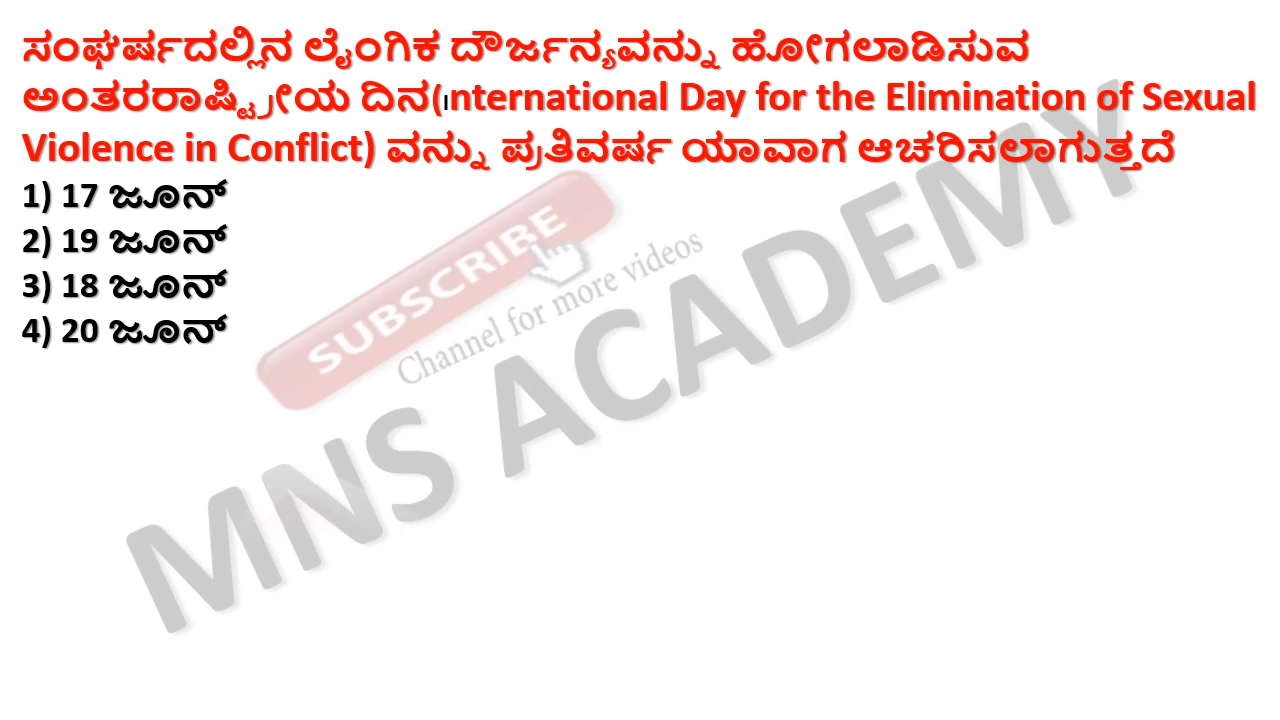 ಸಂಘರ್ಷದಲ್ಲಿನ ಲೈಂಗಿಕ ದೌರ್ಜನ್ಯವನ್ನು ಹೋಗಲಾಡಿಸುವ
ಅಂತರರಾಷ್ಟ್ರೀಯ ದಿನ(International Day for the Elimination of Sexual
Violence in Conflict) ವನ್ನು ಪ್ರತಿವರ್ಷ ಯಾವಾಗ ಆಚರಿಸಲಾಗುತ್ತದೆ
1) 17 ಜೂನ್
2) 19 ಜೂನ್
3) 18 ಜೂನ್
4) 20 ಜೂನ್
SUBSCRIBE
Channel for more videos
MNS ACADEMY